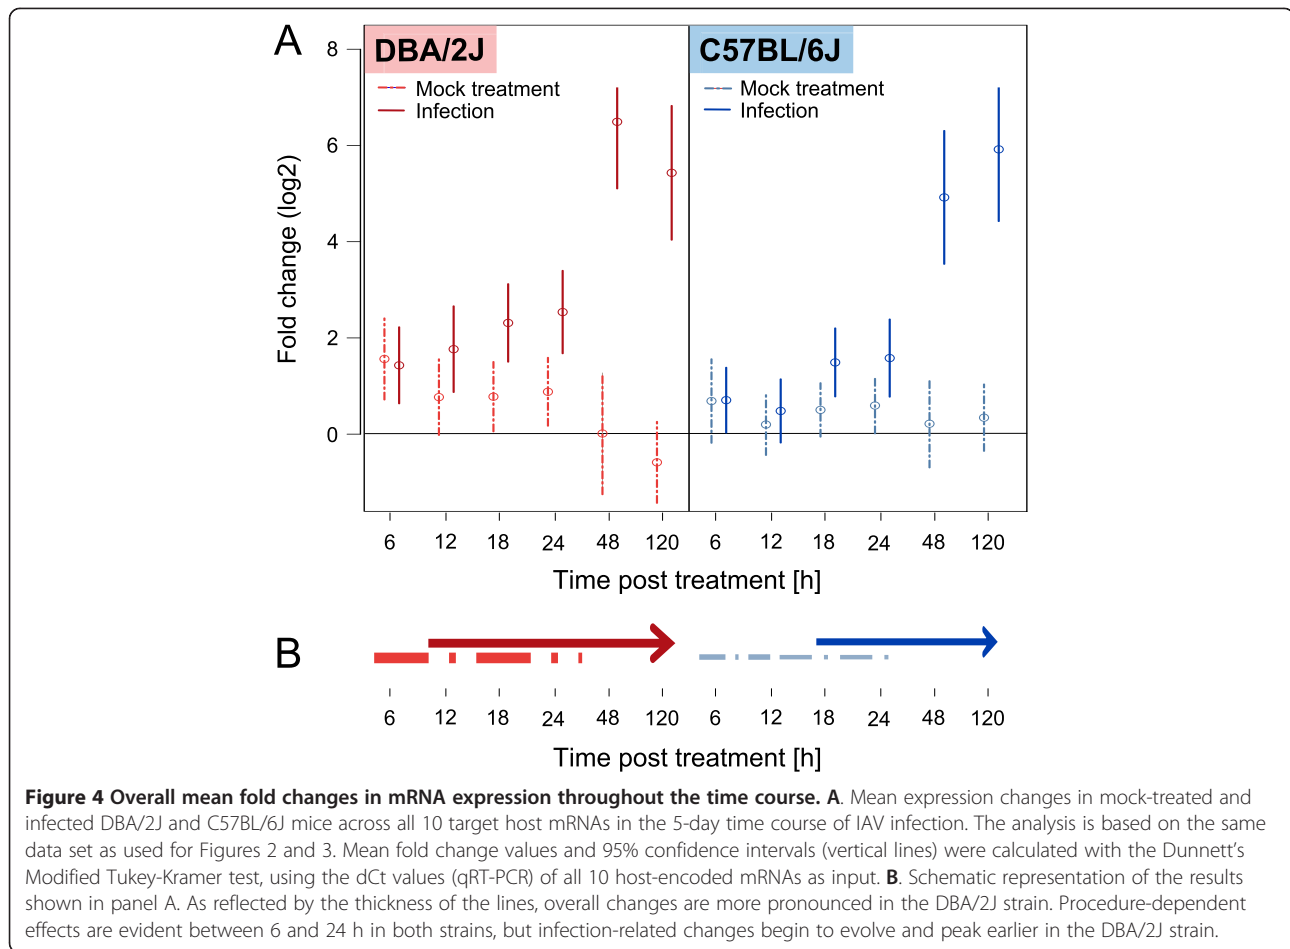 A
DBA/2J
C57BL/6J
Mock treatment
Infection
Mock treatment
Infection
Fold change (log2)
8
6
4
2
0
6 12 18 24 48 120 6 12 18 24 48 120
Time post treatment [h] Time post treatment [h]
B
6 12 18 24 48 120 6 12 18 24 48 120
Time post treatment [h] Time post treatment [h]
Figure 4 Overall mean fold changes in mRNA expression throughout the time course. A. Mean expression changes in mock-treated and
infected DBA/2J and C57BL/6J mice across all 10 target host mRNAs in the 5-day time course of IAV infection. The analysis is based on the same
data set as used for Figures 2 and 3. Mean fold change values and 95% confidence intervals (vertical lines) were calculated with the Dunnett's
Modified Tukey-Kramer test, using the dCt values (qRT-PCR) of all 10 host-encoded mRNAs as input. B. Schematic representation of the results
shown in panel A. As reflected by the thickness of the lines, overall changes are more pronounced in the DBA/2J strain. Procedure-dependent
effects are evident between 6 and 24 h in both strains, but infection-related changes begin to evolve and peak earlier in the DBA/2J strain.